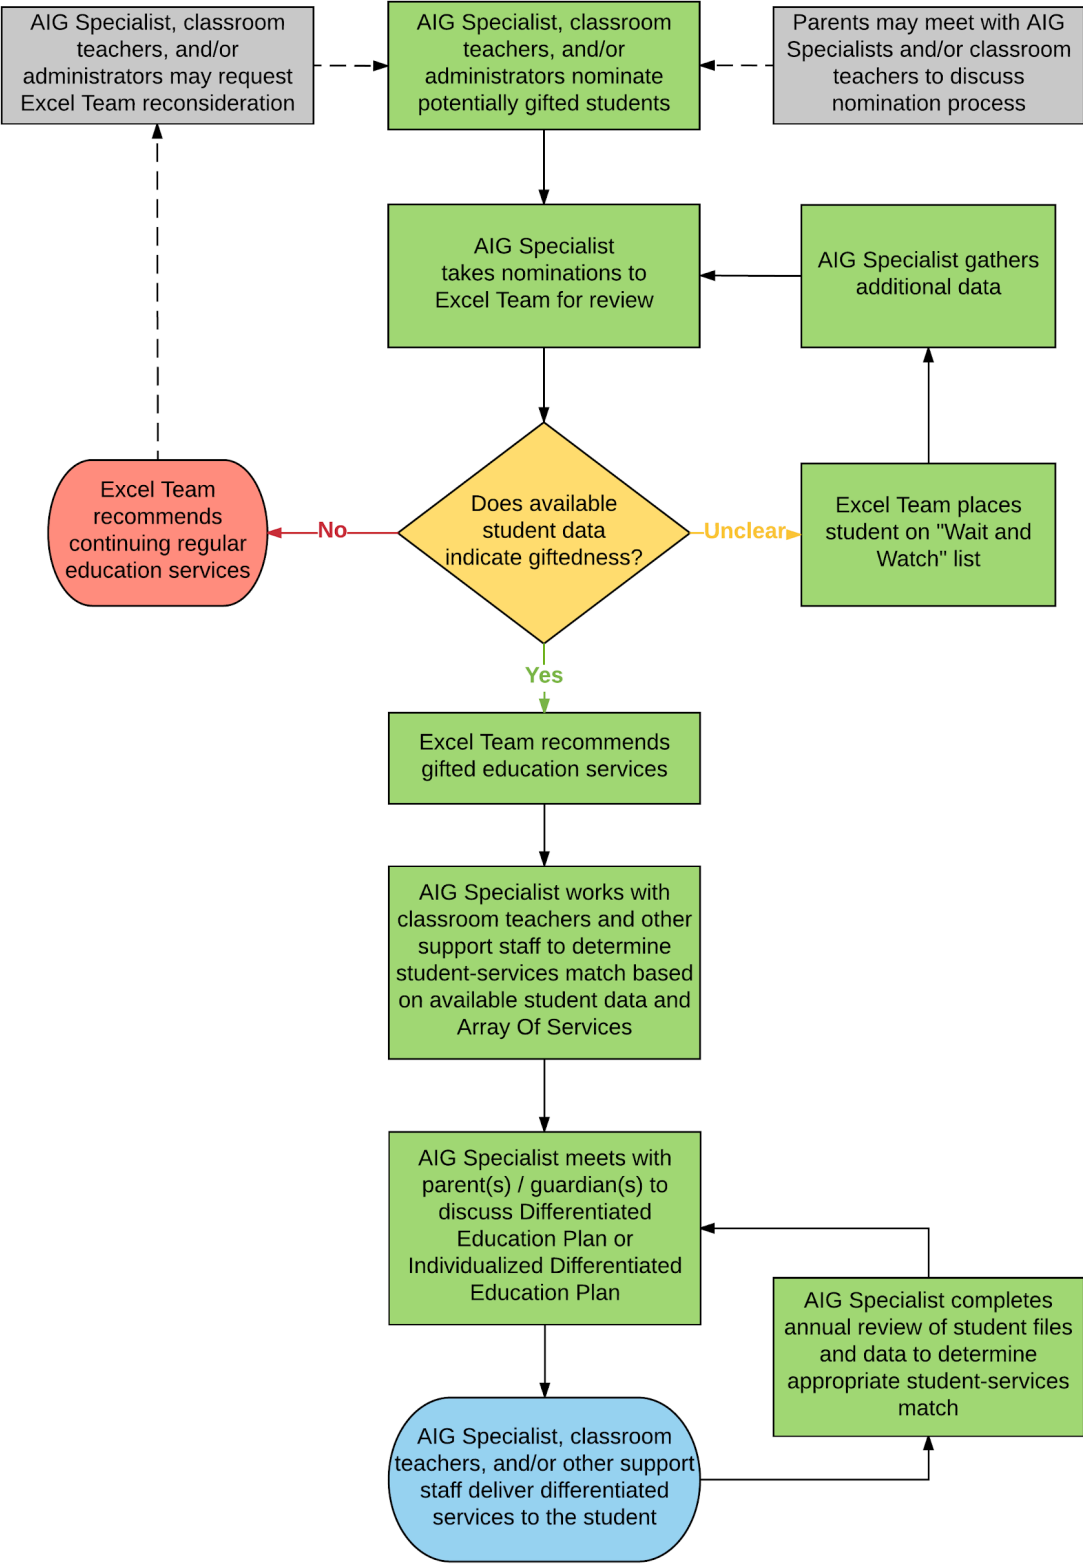 AIG Specialist, classroom
teachers, and/or
administrators may request
Excel Team reconsideration
AIG Specialist, classroom
teachers, and/or
administrators nominate
potentially gifted students
Parents may meet with AIG
Specialists and/or classroom
teachers to discuss
nomination process
AIG Specialist
takes nominations to
Excel Team for review
AIG Specialist gathers
additional data
Excel Team
recommends
continuing regular
education services
No
Does available
student data
indicate giftedness?
Unclear
Excel Team places
student on "Wait and
Watch" list
Yes
Excel Team recommends
gifted education services
AIG Specialist works with
classroom teachers and other
support staff to determine
student-services match based
on available student data and
Array Of Services
AIG Specialist meets with
parent(s) / guardian(s) to
discuss Differentiated
Education Plan or
Individualized Differentiated
Education Plan
AIG Specialist completes
annual review of student files
and data to determine
appropriate student-services
match
AIG Specialist, classroom
teachers, and/or other support
staff deliver differentiated
services to the student